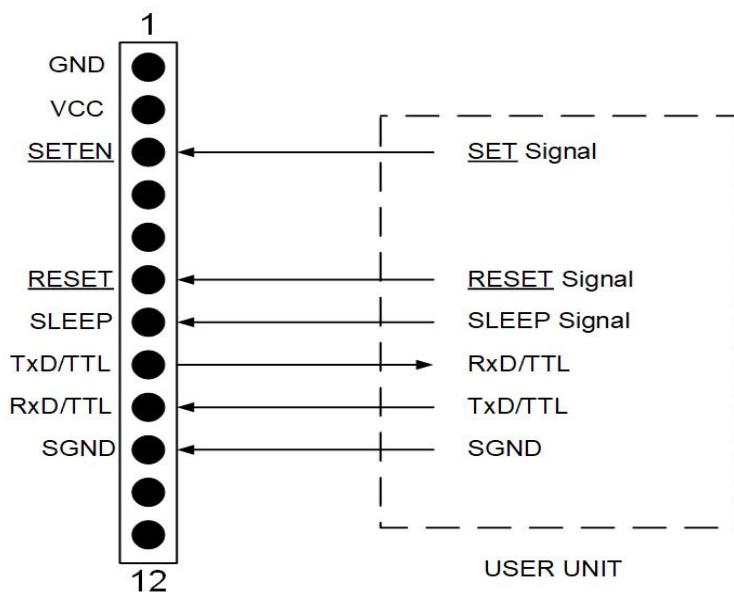 1
GND
VCC
SETEN SET Signal
RESET RESET Signal
SLEEP SLEEP Signal
TxD/TTL RxD/TTL
RxD/TTL TxD/TTL
SGND SGND
12
USER UNIT